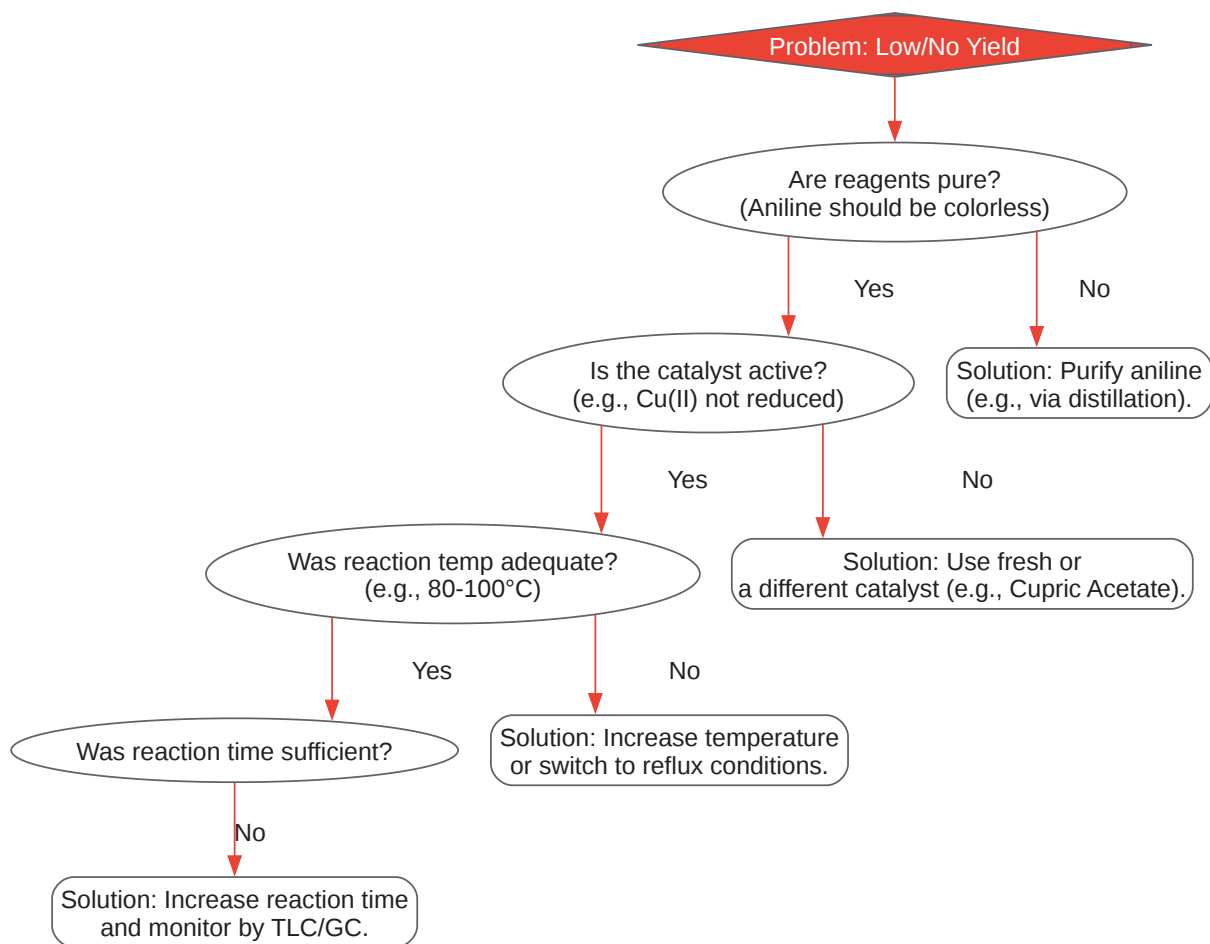 Problem: Low/No Yield
Are reagents pure?
(Aniline should be colorless)
Yes
No
Is the catalyst active?
(e.g., Cu(II) not reduced)
Solution: Purify aniline
(e.g., via distillation).
Yes
No
Was reaction temp adequate?
(e.g., 80-100°C)
Solution: Use fresh or
a different catalyst (e.g., Cupric Acetate).
Yes
No
Was reaction time sufficient?
Solution: Increase temperature
or switch to reflux conditions.
No
Solution: Increase reaction time
and monitor by TLC/GC.